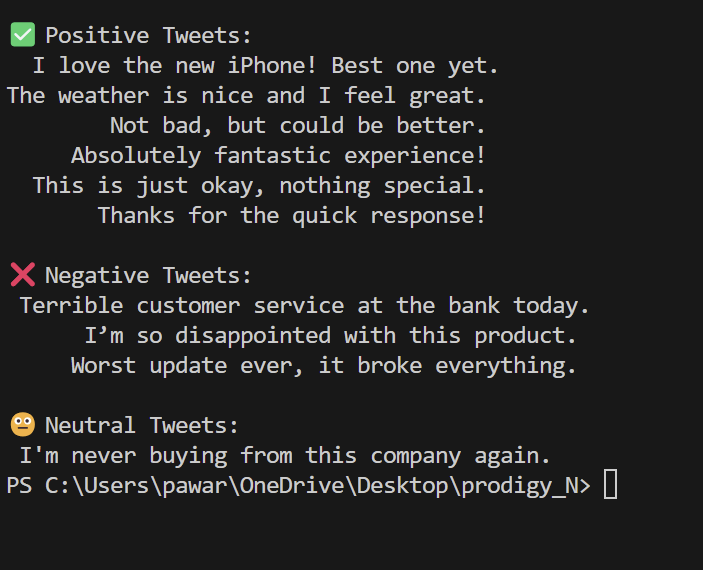 ✅ Positive Tweets:
I love the new iPhone! Best one yet.
The weather is nice and I feel great.
Not bad, but could be better.
Absolutely fantastic experience!
This is just okay, nothing special.
Thanks for the quick response!
❌ Negative Tweets:
Terrible customer service at the bank today.
I’m so disappointed with this product.
Worst update ever, it broke everything.
😐 Neutral Tweets:
I'm never buying from this company again.
PS C:\Users\pawar\OneDrive\Desktop\prodigy_N>